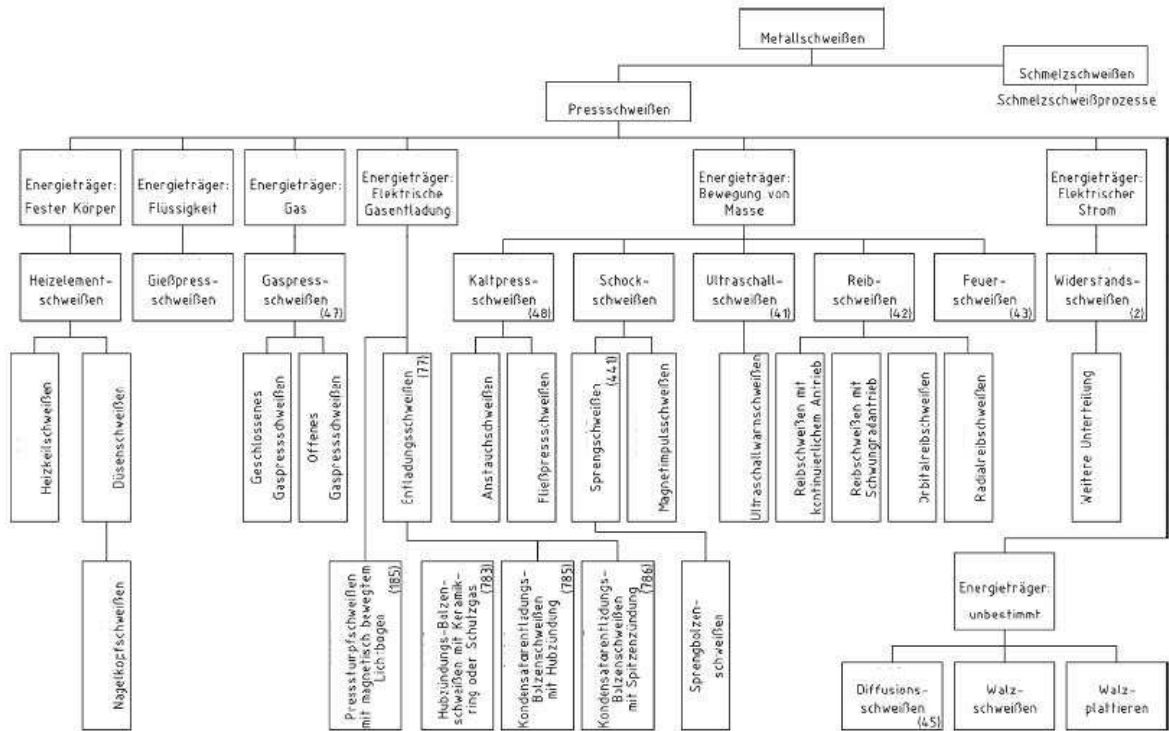 Metallschweißen
Schmelzschweißen
Schmelzschweißprozesse
Pressschweißen
Energieträger:
Fester Körper
Energieträger:
Flüssigkeit
Energieträger:
Gas
Energieträger:
Elektrische
Gasentladung
Energieträger:
Bewegung von
Masse
Energieträger:
Elektrischer
Strom
Heizelement-
schweißen
Gießpress-
schweißen
Gaspress-
schweißen
(47)
Kaltpress-
schweißen
(48)
Schock-
schweißen
Ultraschall-
schweißen
(41)
Reib-
schweißen
(42)
Feuer-
schweißen
(43)
Widerstands-
schweißen
(2)
Heizkeilschweißen
Düsenschweißen
Geschlossenes
Gaspressschweißen
Offenes
Gaspressschweißen
Entladungsschweißen
(77)
Anstauchschweißen
Fließpressschweißen
Sprengschweißen
(441)
Magnetimpulsschweißen
Ultraschallwarmschweißen
Reibschweißen mit
kontinuierlichem Antrieb
Reibschweißen mit
Schwungradantrieb
Orbitalreibschweißen
Radialreibschweißen
Weitere Unterteilung
Nagelkopfschweißen
Pressstumpfschweißen
mit magnetisch bewegtem
Lichtbogen
(185)
Hubzündungs-Bolzen-
schweißen mit Keramik-
ring oder Schutzgas
(783)
Kondensatorentladungs-
Bolzenschweißen
mit Hubzündung
(785)
Kondensatorentladungs-
Bolzenschweißen
mit Spitzenzündung
(786)
Sprengbolzen-
schweißen
Energieträger:
unbestimmt
Diffusions-
schweißen
(45)
Walz-
schweißen
Walz-
plattieren